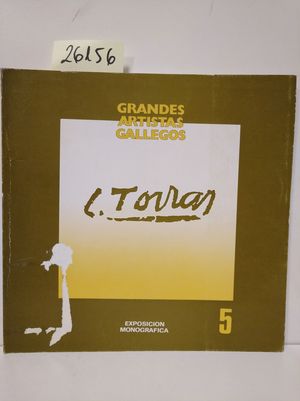 26156
GRANDES
ARTISTAS
GALLEGOS
C. Torras
EXPOSICION
MONOGRAFICA
5